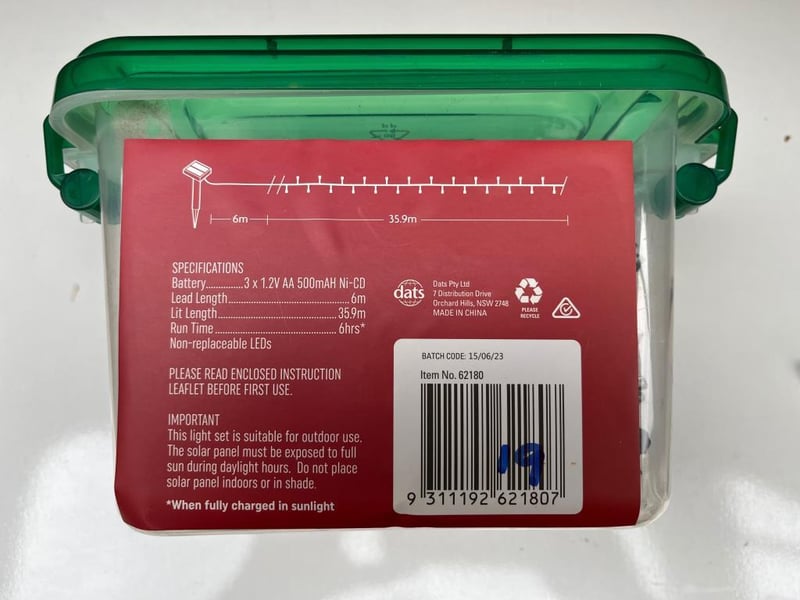 6m
35.9m
SPECIFICATIONS
Battery.............3 x 1.2V AA 500mAH Ni-CD
Lead Length.................................. 6m
Lit Length.................................. 35.9m
Run Time.................................. 6hrs*
Non-replaceable LEDs
PLEASE READ ENCLOSED INSTRUCTION
LEAFLET BEFORE FIRST USE.
IMPORTANT
This light set is suitable for outdoor use.
The solar panel must be exposed to full
sun during daylight hours. Do not place
solar panel indoors or in shade.
*When fully charged in sunlight
dats
Dats Pty Ltd
7 Distribution Drive
Orchard Hills, NSW 2748
MADE IN CHINA
PLEASE
RECYCLE
BATCH CODE: 15/06/23
Item No. 62180
19
9 311192 621807